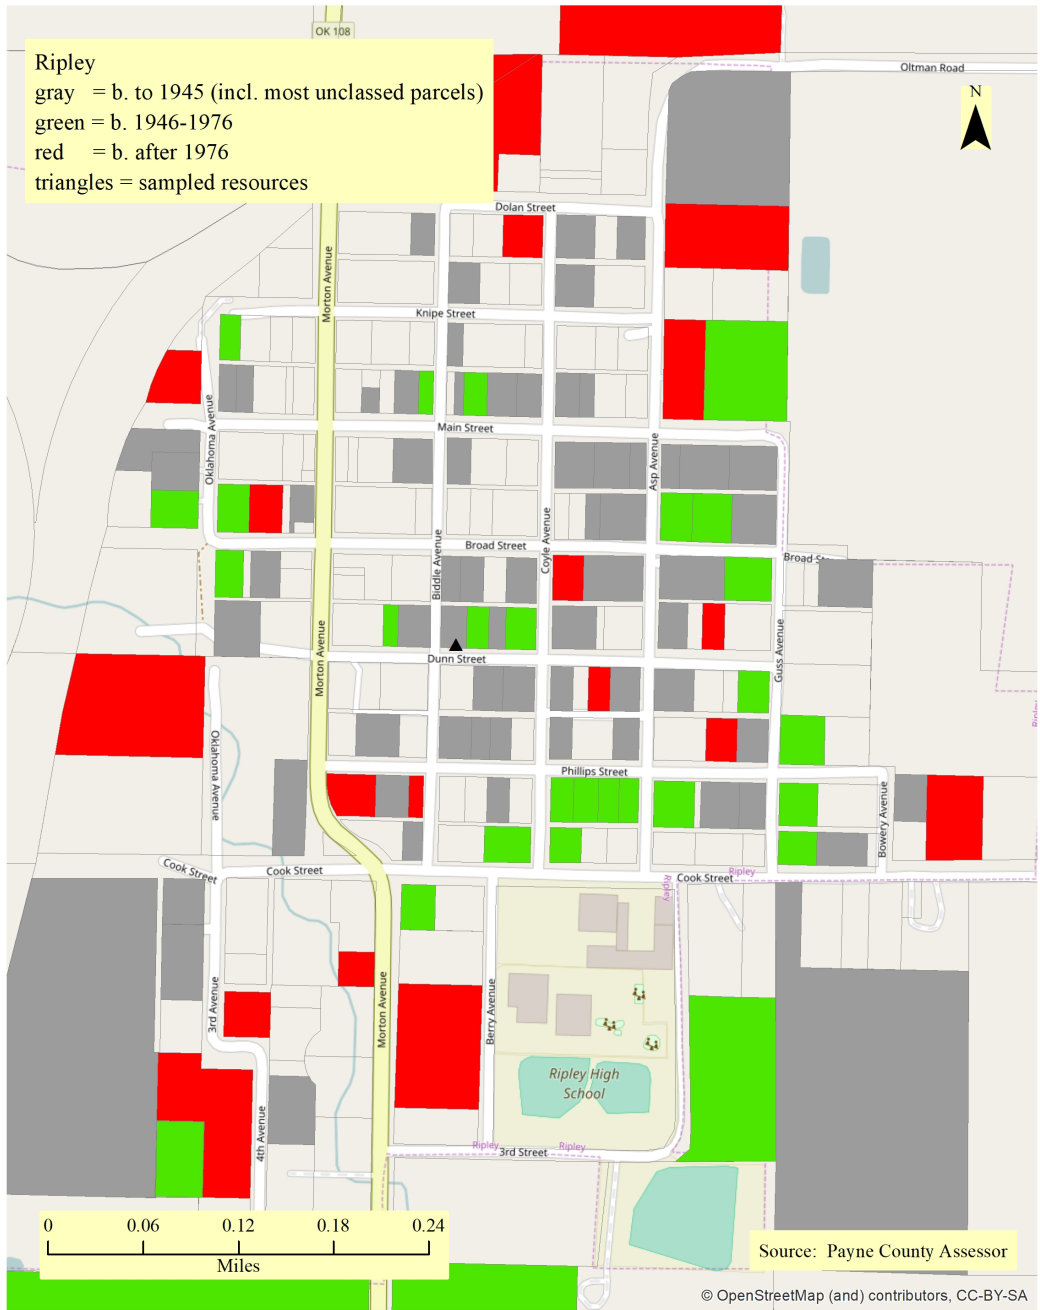 OK 108
Oltman Road
Ripley
gray = b. to 1945 (incl. most unclassed parcels)
green = b. 1946-1976
red = b. after 1976
triangles = sampled resources
N
Dolan Street
Morton Avenue
Knipe Street
Oklahoma Avenue
Main Street
Asp Avenue
Biddle Avenue
Coyle Avenue
Broad Street
Broad St
Morton Avenue
Dunn Street
Guss Avenue
Ripley
Oklahoma Avenue
Phillips Street
Bowery Avenue
Cook Street
Cook Street
Ripley
Cook Street
Ripley
3rd Avenue
Morton Avenue
Berry Avenue
Ripley High
School
4th Avenue
Ripley
Ripley
3rd Street
0 0.06 0.12 0.18 0.24
Miles
Source: Payne County Assessor
© OpenStreetMap (and) contributors, CC-BY-SA